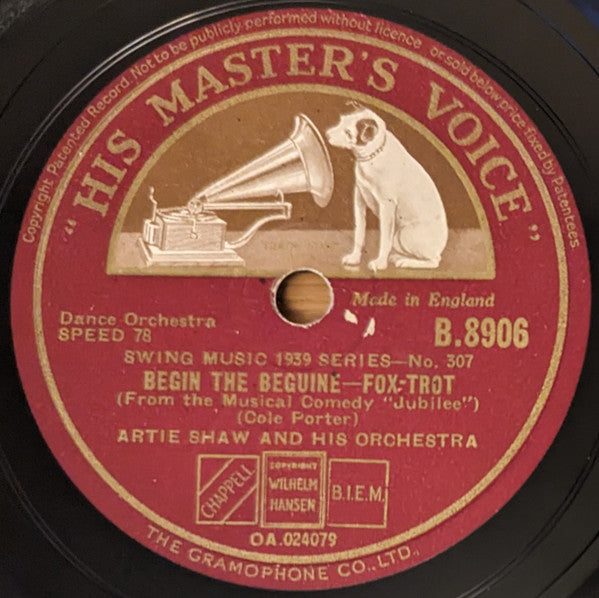 Copyright Patented Record. Not to be publicly performed without licence or sold below price fixed by Patentees
"HIS MASTER'S VOICE"
TRADE MARK
Made in England
Dance Orchestra
SPEED 78
B.8906
SWING MUSIC 1939 SERIES—No. 307
BEGIN THE BEGUINE—FOX-TROT
(From the Musical Comedy "Jubilee")
(Cole Porter)
ARTIE SHAW AND HIS ORCHESTRA
CHAPPELL
COPYRIGHT
WILHELM
HANSEN
B.I.E.M.
OA.024079
THE GRAMOPHONE CO., LTD.